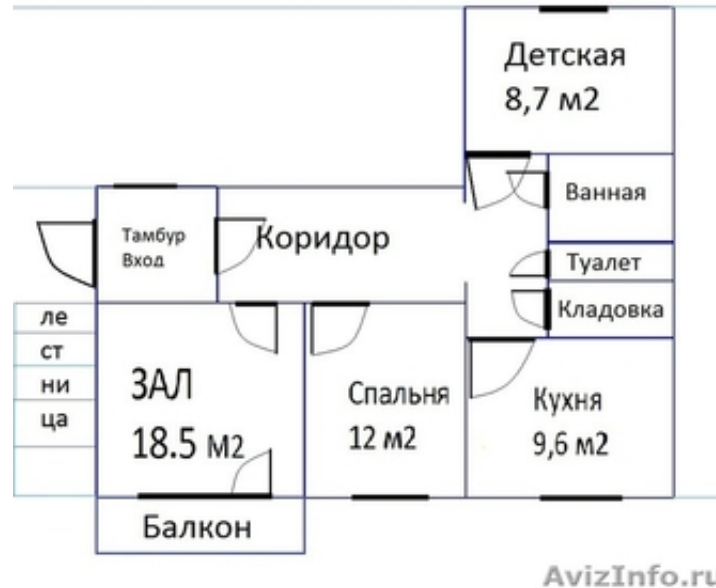 Детская
8,7 м2
Ванная
Тамбур
Вход
Коридор
Туалет
Кладовка
ле
ст
ни
ца
ЗАЛ
18.5 м2
Спальня
12 м2
Кухня
9,6 м2
Балкон
AvizInfo.ru